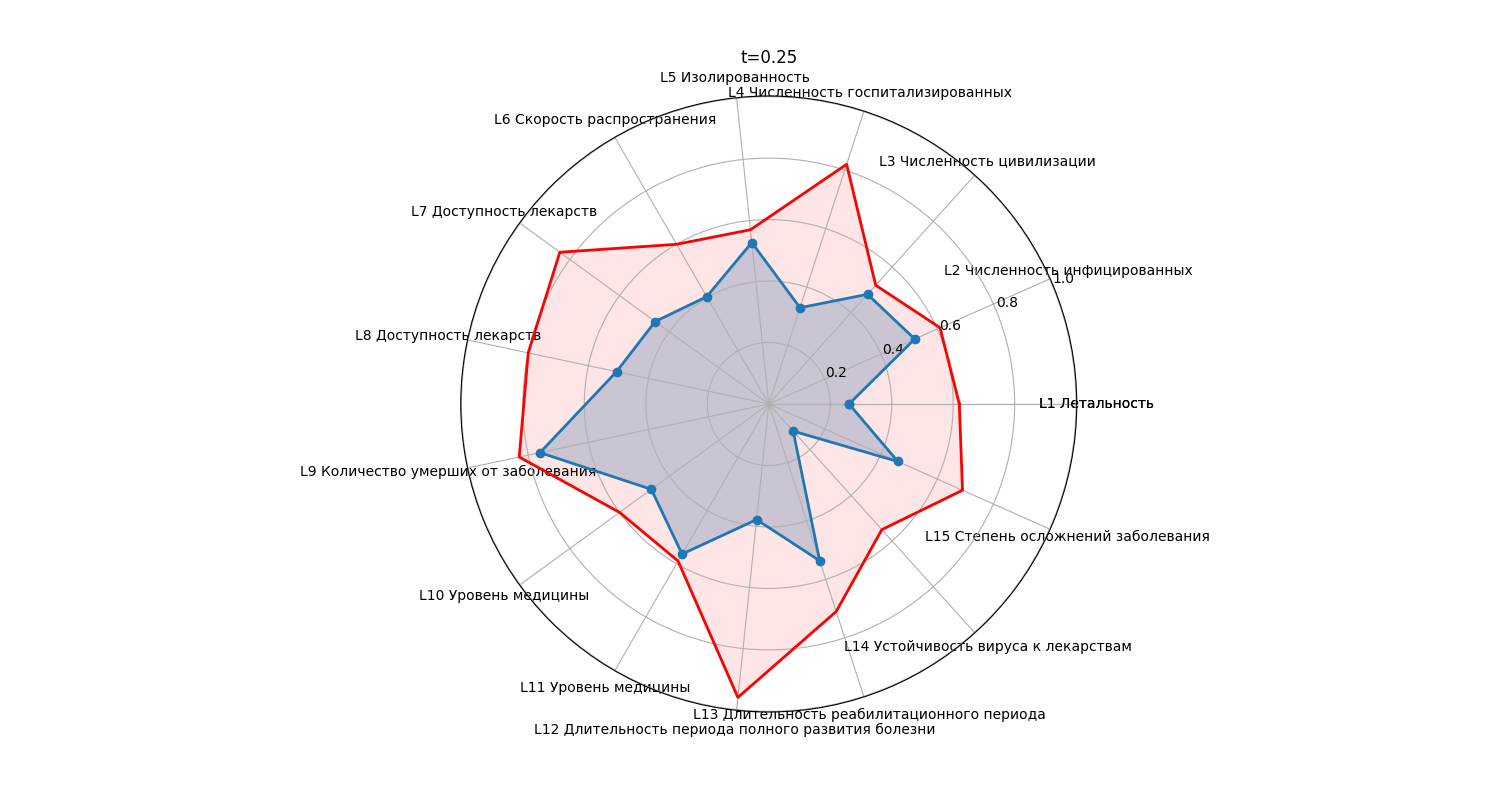 t=0.25
L5 Изолированность
L4 Численность госпитализированных
L6 Скорость распространения
L3 Численность цивилизации
L7 Доступность лекарств
L2 Численность инфицированных
1.0
0.8
0.6
L8 Доступность лекарств
0.4
0.2
L1 Летальность
L9 Количество умерших от заболевания
L15 Степень осложнений заболевания
L10 Уровень медицины
L14 Устойчивость вируса к лекарствам
L11 Уровень медицины
L13 Длительность реабилитационного периода
L12 Длительность периода полного развития болезни